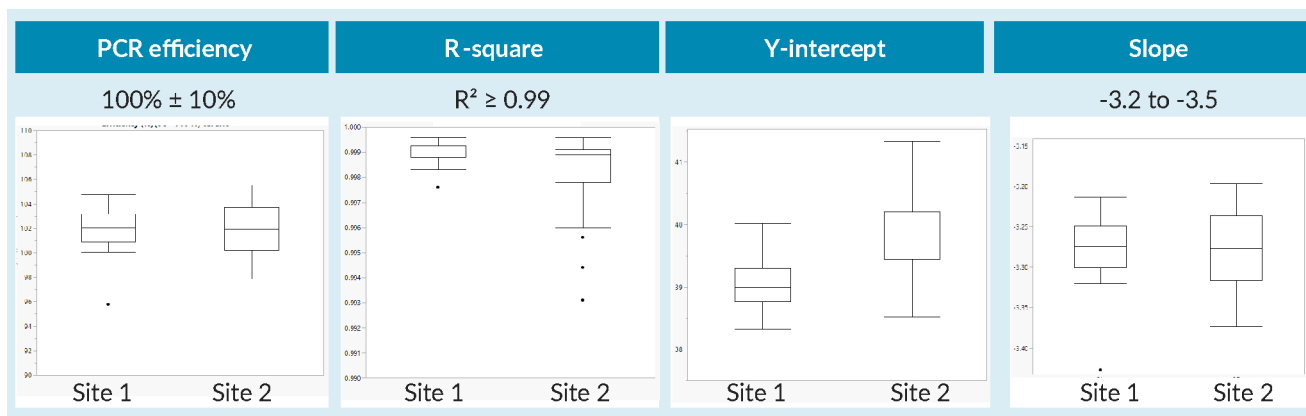 PCR efficiency
100% ± 10%
110
108
106
104
102
100
98
96
94
92
90
Site 1 Site 2
R-square
R² ≥ 0.99
1.000
0.999
0.998
0.997
0.996
0.995
0.994
0.993
0.992
0.991
0.990
Site 1 Site 2
Y-intercept
41
40
39
38
Site 1 Site 2
Slope
-3.2 to -3.5
-3.15
-3.20
-3.25
-3.30
-3.35
-3.40
Site 1 Site 2